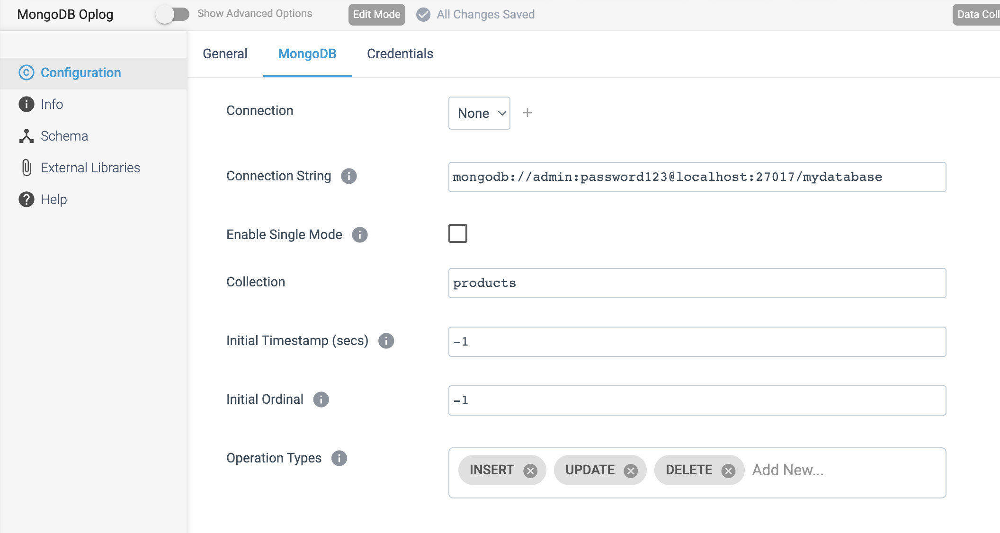 MongoDB Oplog
Show Advanced Options
Edit Mode
All Changes Saved
Data Coll
Configuration
Info
Schema
External Libraries
Help
General
MongoDB
Credentials
Connection
None
Connection String
mongodb://admin:password123@localhost:27017/mydatabase
Enable Single Mode
Collection
products
Initial Timestamp (secs)
-1
Initial Ordinal
-1
Operation Types
INSERT UPDATE DELETE Add New...